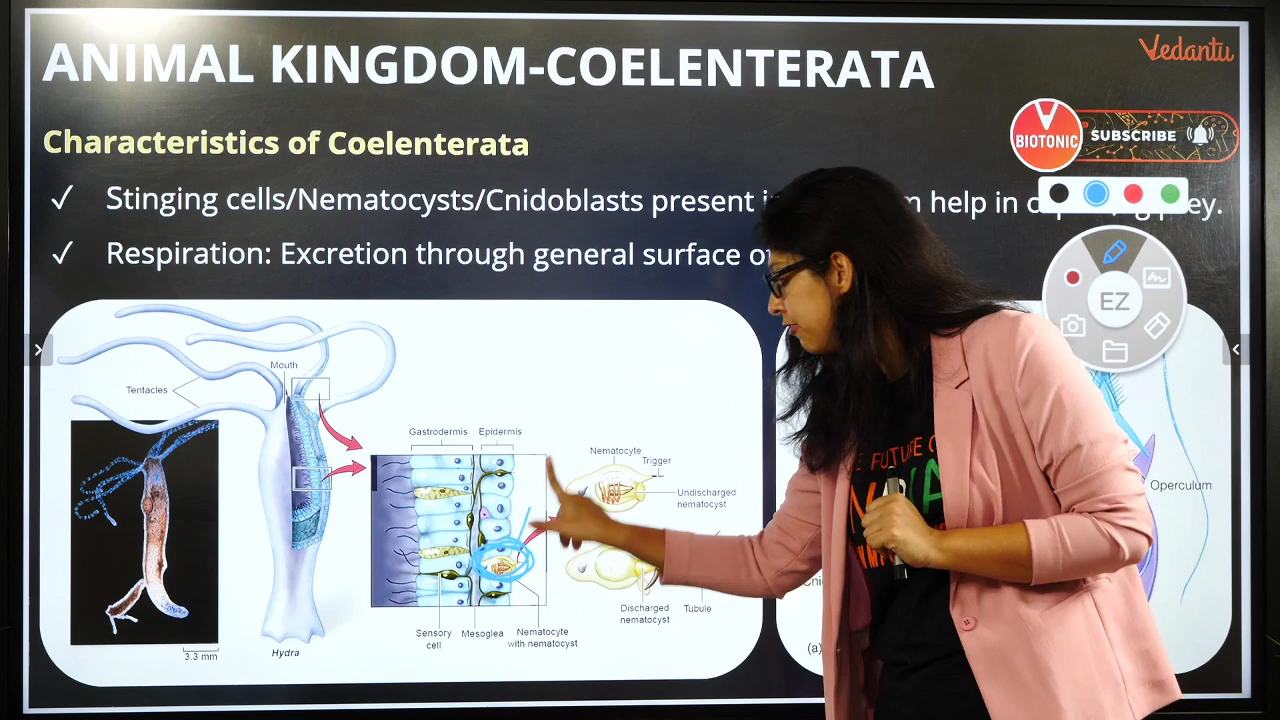 ANIMAL KINGDOM-COELENTERATA
Vedantu
Characteristics of Coelenterata
BIOTONIC
SUBSCRIBE
✓ Stinging cells/Nematocysts/Cnidoblasts present help in prey.
✓ Respiration: Excretion through general surface
EZ
Mouth
Tentacles
Gastrodermis
Epidermis
Nematocyte
Trigger
Undischarged
nematocyst
Operculum
FUTURE
Discharged
nematocyst
Tubule
Sensory
cell
Mesoglea
Nematocyte
with nematocyst
Hydra
3.3 mm
(a)